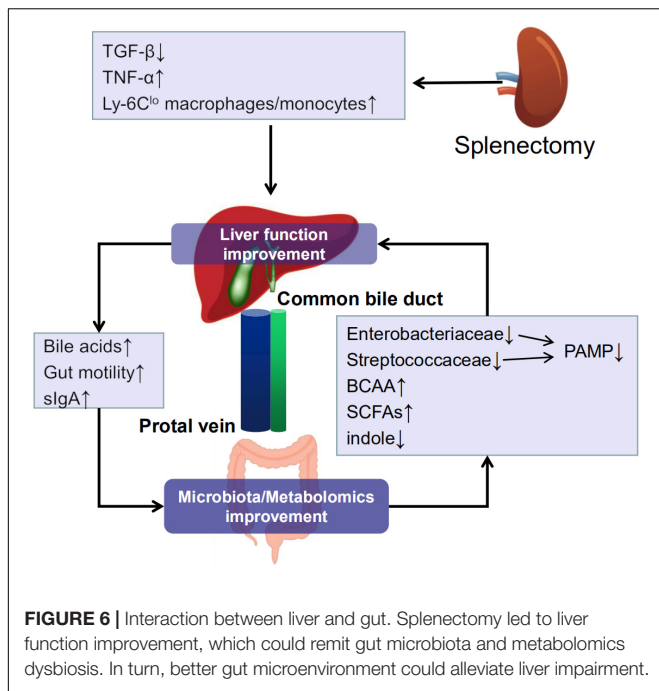 TGF-β↓
TNF-α↑
Ly-6Cˡᵒ macrophages/monocytes↑
Splenectomy
Liver function
improvement
Common bile duct
Bile acids↑
Gut motility↑
sIgA↑
Enterobacteriaceae↓
Streptococcaceae↓
PAMP↓
BCAA↑
SCFAs↑
indole↓
Protal vein
Microbiota/Metabolomics
improvement
FIGURE 6 | Interaction between liver and gut. Splenectomy led to liver
function improvement, which could remit gut microbiota and metabolomics
dysbiosis. In turn, better gut microenvironment could alleviate liver impairment.